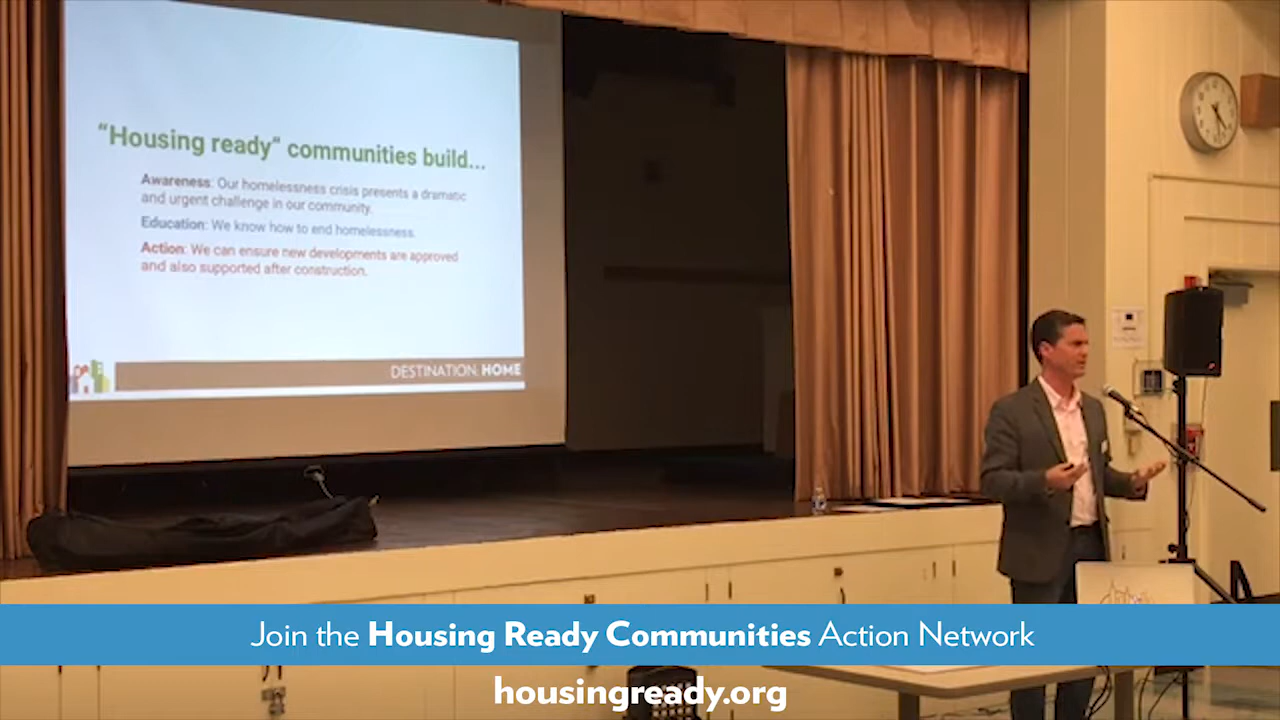 “Housing ready” communities build...
Awareness: Our homelessness crisis presents a dramatic
and urgent challenge in our community.
Education: We know how to end homelessness.
Action: We can ensure new developments are approved
and also supported after construction.
DESTINATION: HOME
Join the Housing Ready Communities Action Network
housingready.org